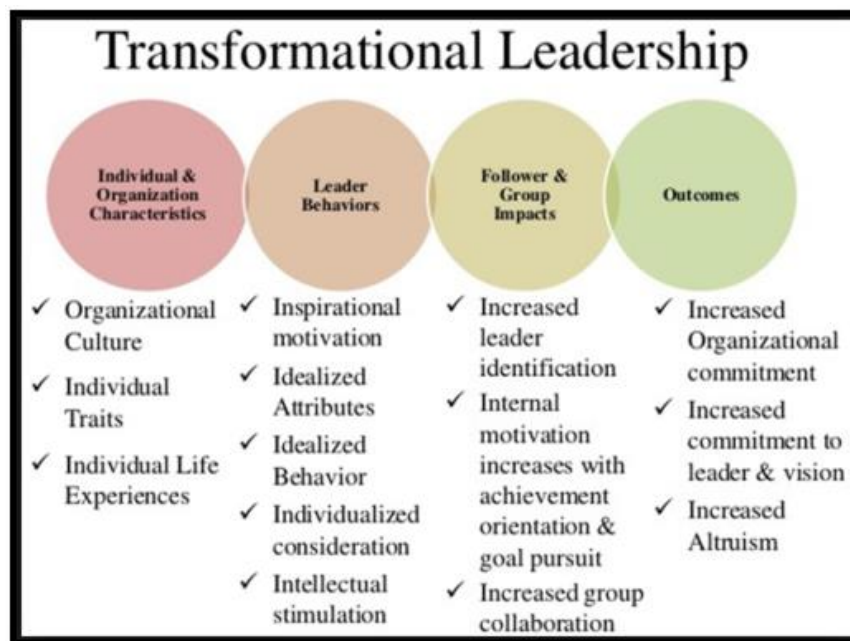 Transformational Leadership
Individual &
Organization
Characteristics
Leader
Behaviors
Follower &
Group
Impacts
Outcomes
✓ Organizational
Culture
✓ Individual
Traits
✓ Individual Life
Experiences
✓ Inspirational
motivation
✓ Idealized
Attributes
✓ Idealized
Behavior
✓ Individualized
consideration
✓ Intellectual
stimulation
✓ Increased
leader
identification
✓ Internal
motivation
increases with
achievement
orientation &
goal pursuit
✓ Increased group
collaboration
✓ Increased
Organizational
commitment
✓ Increased
commitment to
leader & vision
✓ Increased
Altruism